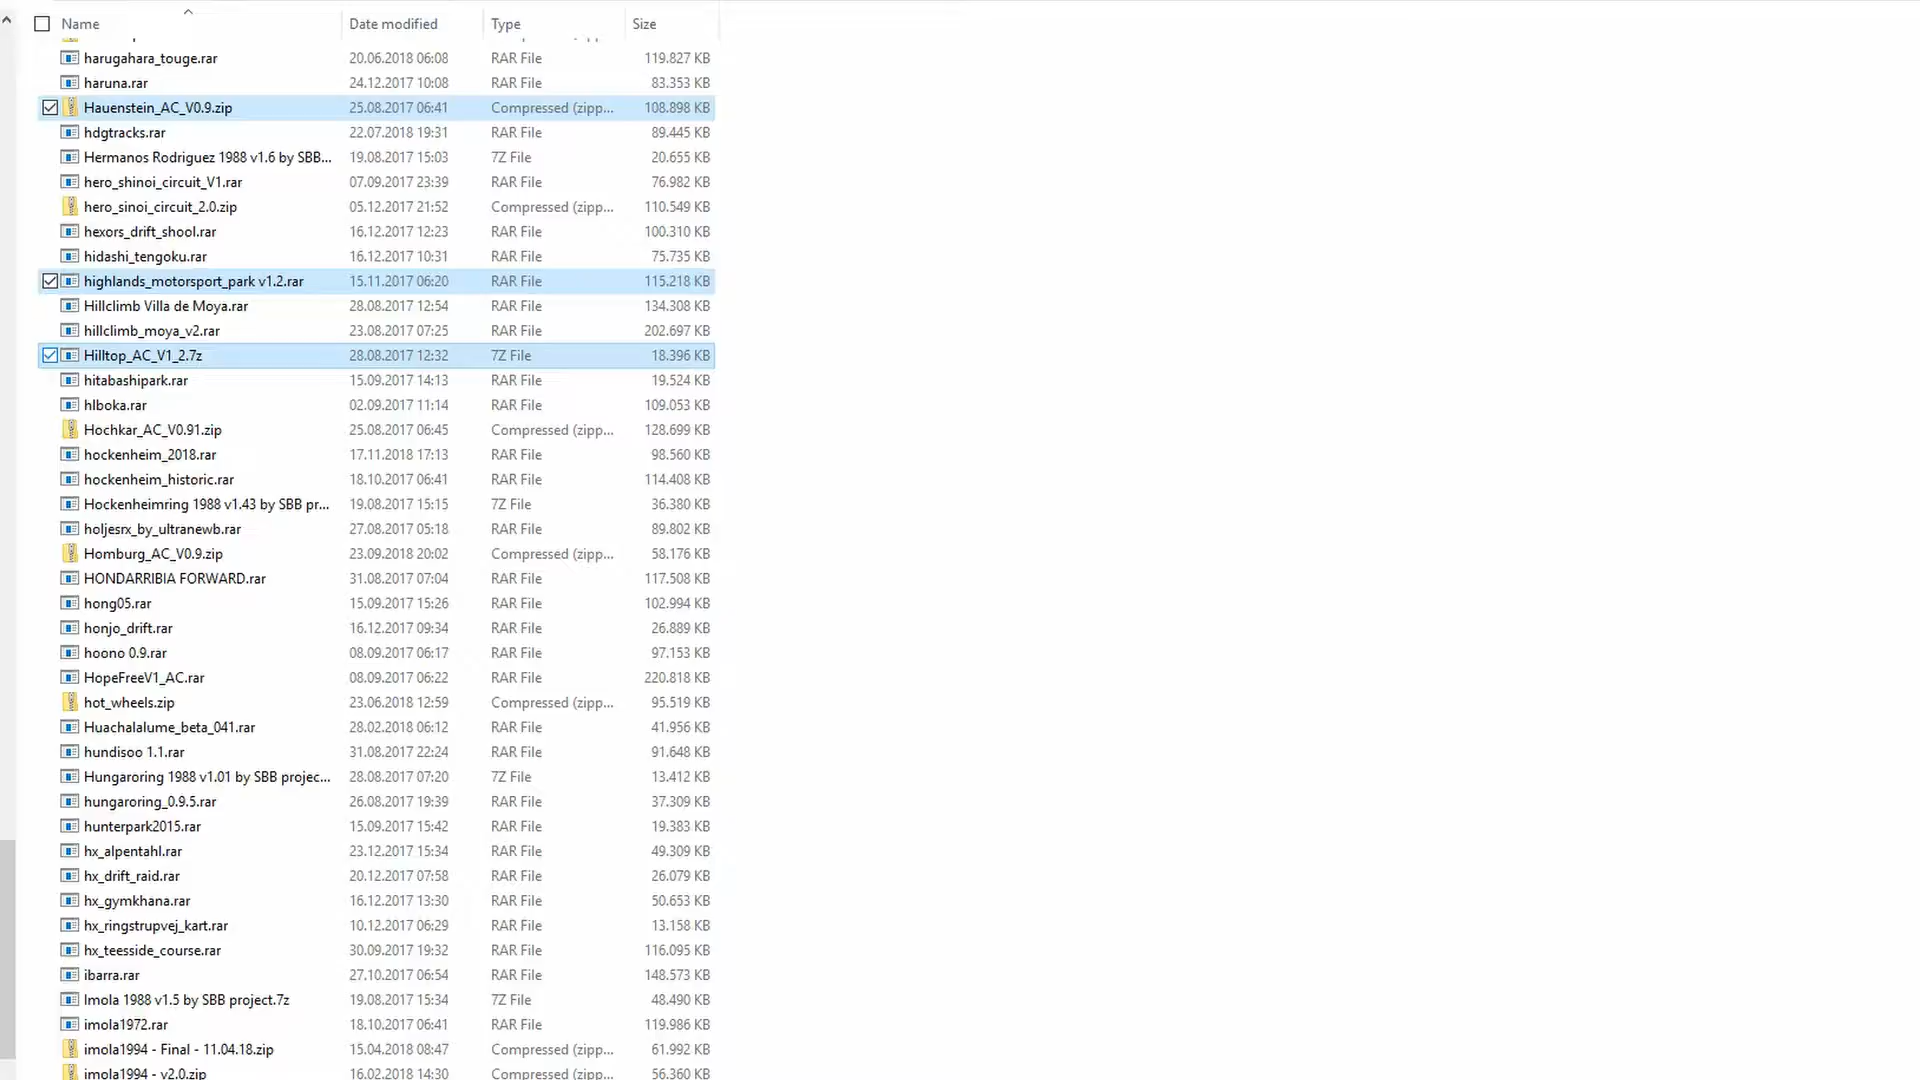 Name Date modified Type Size
harugahara_touge.rar 20.06.2018 06:08 RAR File 119.827 KB
haruna.rar 24.12.2017 10:08 RAR File 83.353 KB
Hauenstein_AC_V0.9.zip 25.08.2017 06:41 Compressed (zipp... 108.898 KB
hdgtracks.rar 22.07.2018 19:31 RAR File 89.445 KB
Hermanos Rodriguez 1988 v1.6 by SBB... 19.08.2017 15:03 7Z File 20.655 KB
hero_shinoi_circuit_V1.rar 07.09.2017 23:39 RAR File 76.982 KB
hero_sinoi_circuit_2.0.zip 05.12.2017 21:52 Compressed (zipp... 110.549 KB
hexors_drift_shool.rar 16.12.2017 12:23 RAR File 100.310 KB
hidashi_tengoku.rar 16.12.2017 10:31 RAR File 75.735 KB
highlands_motorsport_park v1.2.rar 15.11.2017 06:20 RAR File 115.218 KB
Hillclimb Villa de Moya.rar 28.08.2017 12:54 RAR File 134.308 KB
hillclimb_moya_v2.rar 23.08.2017 07:25 RAR File 202.697 KB
Hilltop_AC_V1_2.7z 28.08.2017 12:32 7Z File 18.396 KB
hitabashipark.rar 15.09.2017 14:13 RAR File 19.524 KB
hlboka.rar 02.09.2017 11:14 RAR File 109.053 KB
Hochkar_AC_V0.91.zip 25.08.2017 06:45 Compressed (zipp... 128.699 KB
hockenheim_2018.rar 17.11.2018 17:13 RAR File 98.560 KB
hockenheim_historic.rar 18.10.2017 06:41 RAR File 114.408 KB
Hockenheimring 1988 v1.43 by SBB pr... 19.08.2017 15:15 7Z File 36.380 KB
holjesrx_by_ultranewb.rar 27.08.2017 05:18 RAR File 89.802 KB
Homburg_AC_V0.9.zip 23.09.2018 20:02 Compressed (zipp... 58.176 KB
HONDARRIBIA FORWARD.rar 31.08.2017 07:04 RAR File 117.508 KB
hong05.rar 15.09.2017 15:26 RAR File 102.994 KB
honjo_drift.rar 16.12.2017 09:34 RAR File 26.889 KB
hoono 0.9.rar 08.09.2017 06:17 RAR File 97.153 KB
HopeFreeV1_AC.rar 08.09.2017 06:22 RAR File 220.818 KB
hot_wheels.zip 23.06.2018 12:59 Compressed (zipp... 95.519 KB
Huachalalume_beta_041.rar 28.02.2018 06:12 RAR File 41.956 KB
hundisoo 1.1.rar 31.08.2017 22:24 RAR File 91.648 KB
Hungaroring 1988 v1.01 by SBB projec... 28.08.2017 07:20 7Z File 13.412 KB
hungaroring_0.9.5.rar 26.08.2017 19:39 RAR File 37.309 KB
hunterpark2015.rar 15.09.2017 15:42 RAR File 19.383 KB
hx_alpentahl.rar 23.12.2017 15:34 RAR File 49.309 KB
hx_drift_raid.rar 20.12.2017 07:58 RAR File 26.079 KB
hx_gymkhana.rar 16.12.2017 13:30 RAR File 50.653 KB
hx_ringstrupvej_kart.rar 10.12.2017 06:29 RAR File 13.158 KB
hx_teesside_course.rar 30.09.2017 19:32 RAR File 116.095 KB
ibarra.rar 27.10.2017 06:54 RAR File 148.573 KB
Imola 1988 v1.5 by SBB project.7z 19.08.2017 15:34 7Z File 48.490 KB
imola1972.rar 18.10.2017 06:41 RAR File 119.986 KB
imola1994 - Final - 11.04.18.zip 15.04.2018 08:47 Compressed (zipp... 61.992 KB
imola1994 - v2.0.zip 16.02.2018 14:30 Compressed (zipp... 56.360 KB